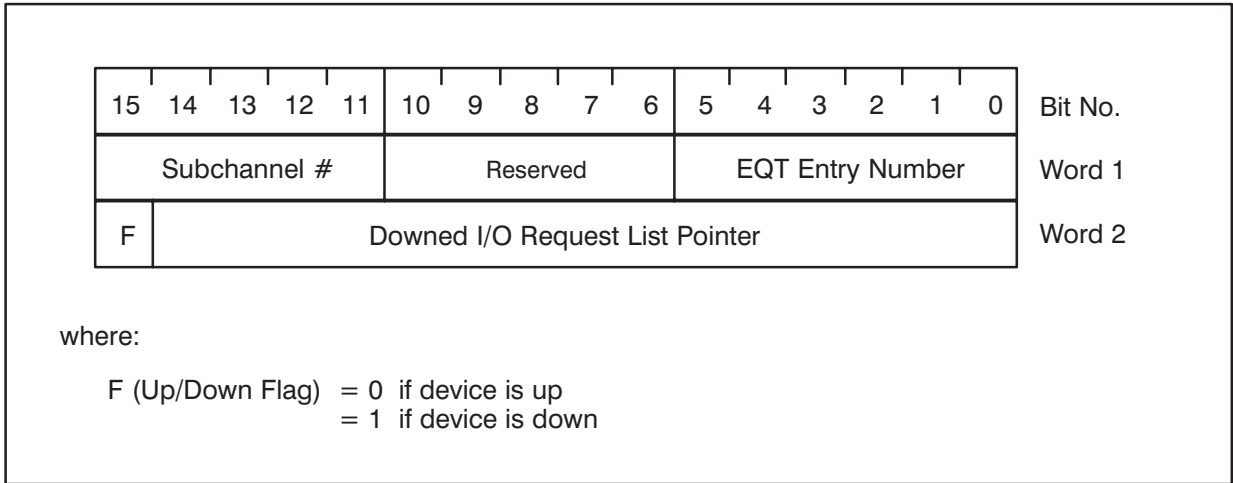 15 14 13 12 11 10 9 8 7 6 5 4 3 2 1 0 Bit No.
Subchannel # Reserved EQT Entry Number Word 1
F Downed I/O Request List Pointer Word 2
where:
F (Up/Down Flag) = 0 if device is up
= 1 if device is down